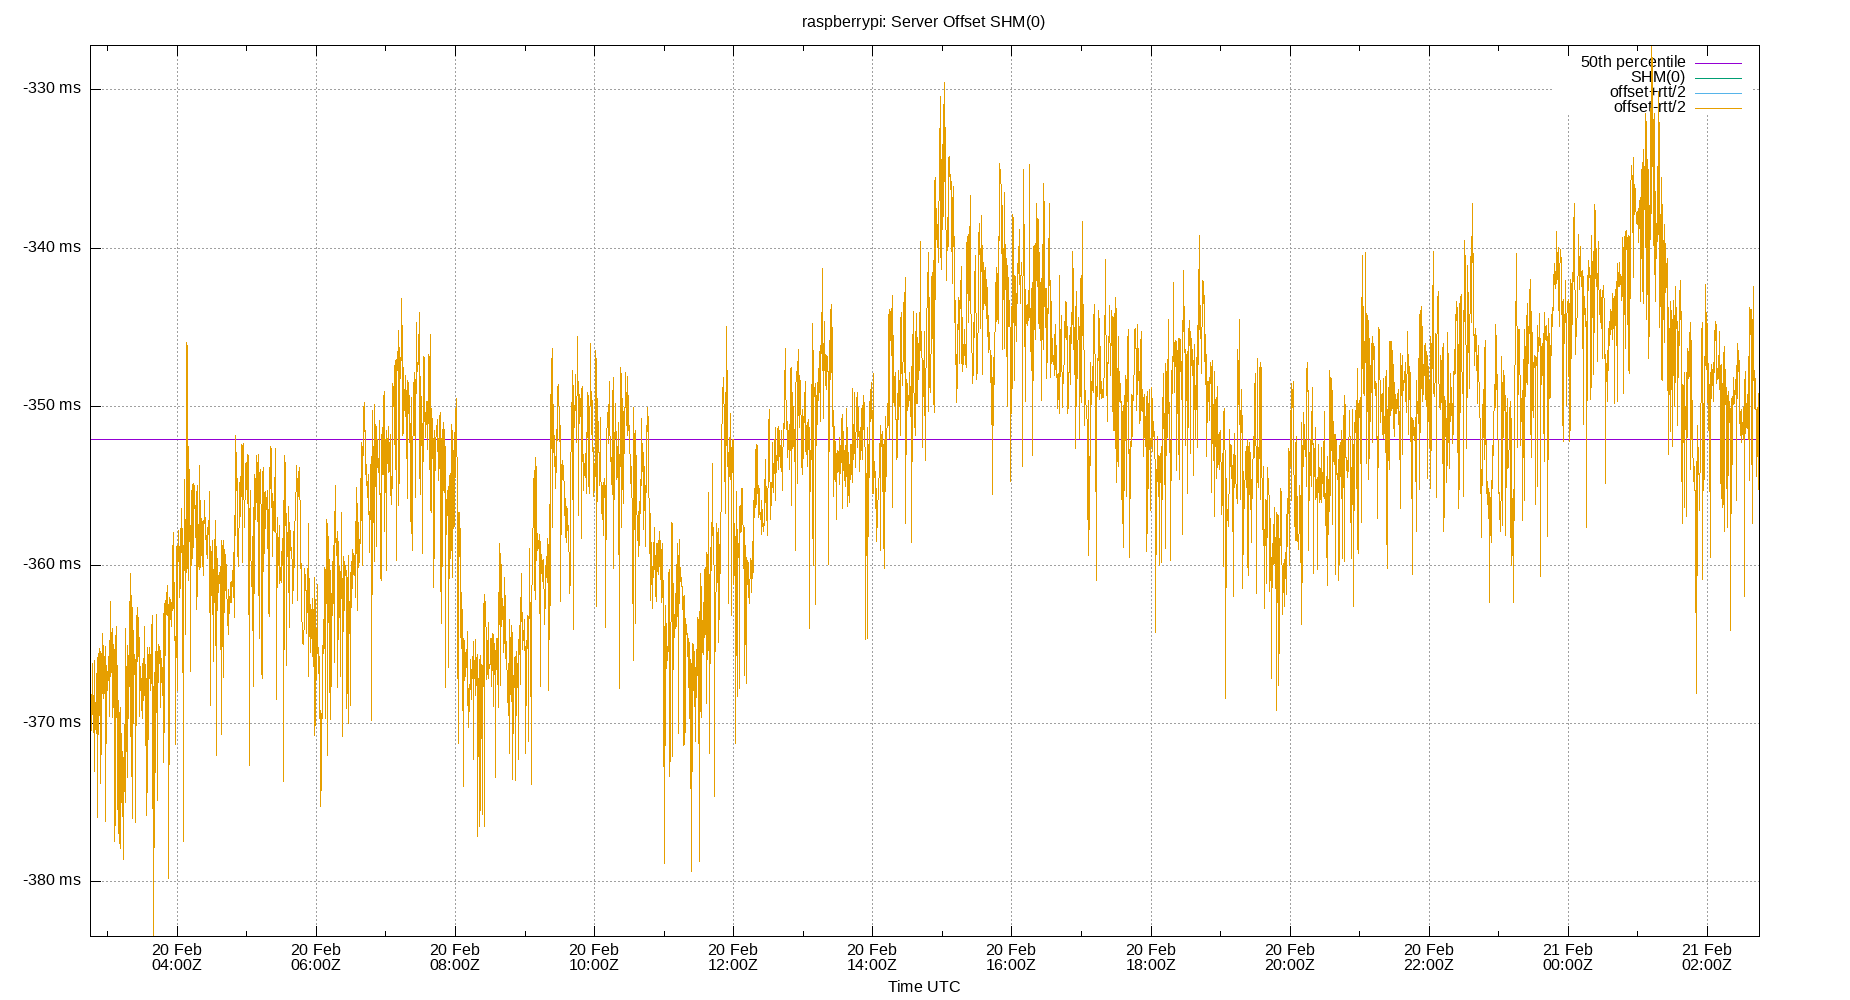 raspberrypi: Server Offset SHM(0)
50th percentile
SHM(0)
offset+rtt/2
offset-rtt/2
-330 ms
-340 ms
-350 ms
-360 ms
-370 ms
-380 ms
20 Feb 20 Feb 20 Feb 20 Feb 20 Feb 20 Feb 20 Feb 20 Feb 20 Feb 20 Feb 21 Feb 21 Feb
04:00Z 06:00Z 08:00Z 10:00Z 12:00Z 14:00Z 16:00Z 18:00Z 20:00Z 22:00Z 00:00Z 02:00Z
Time UTC